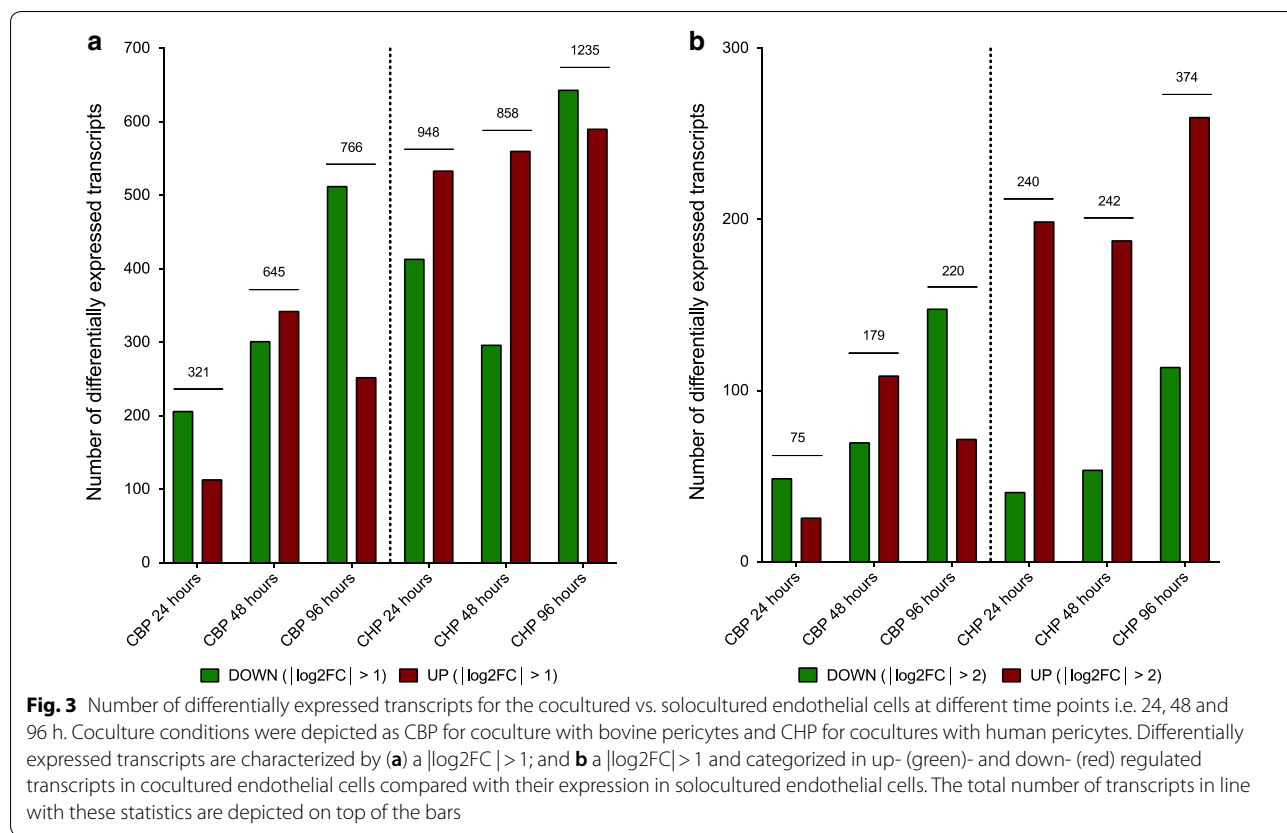 a
700
600
500
400
300
200
100
0
Number of differentially expressed transcripts
321
645
766
948
858
1235
CBP 24 hours
CBP 48 hours
CBP 96 hours
CHP 24 hours
CHP 48 hours
CHP 96 hours
DOWN (|log2FC| > 1) UP (|log2FC| > 1)
b
300
200
100
0
Number of differentially expressed transcripts
75
179
220
240
242
374
CBP 24 hours
CBP 48 hours
CBP 96 hours
CHP 24 hours
CHP 48 hours
CHP 96 hours
DOWN (|log2FC| > 2) UP (|log2FC| > 2)
Fig. 3 Number of differentially expressed transcripts for the cocultured vs. solocultured endothelial cells at different time points i.e. 24, 48 and
96 h. Coculture conditions were depicted as CBP for coculture with bovine pericytes and CHP for cocultures with human pericytes. Differentially
expressed transcripts are characterized by (a) a |log2FC | > 1; and b a |log2FC| > 1 and categorized in up- (green)- and down- (red) regulated
transcripts in cocultured endothelial cells compared with their expression in solocultured endothelial cells. The total number of transcripts in line
with these statistics are depicted on top of the bars